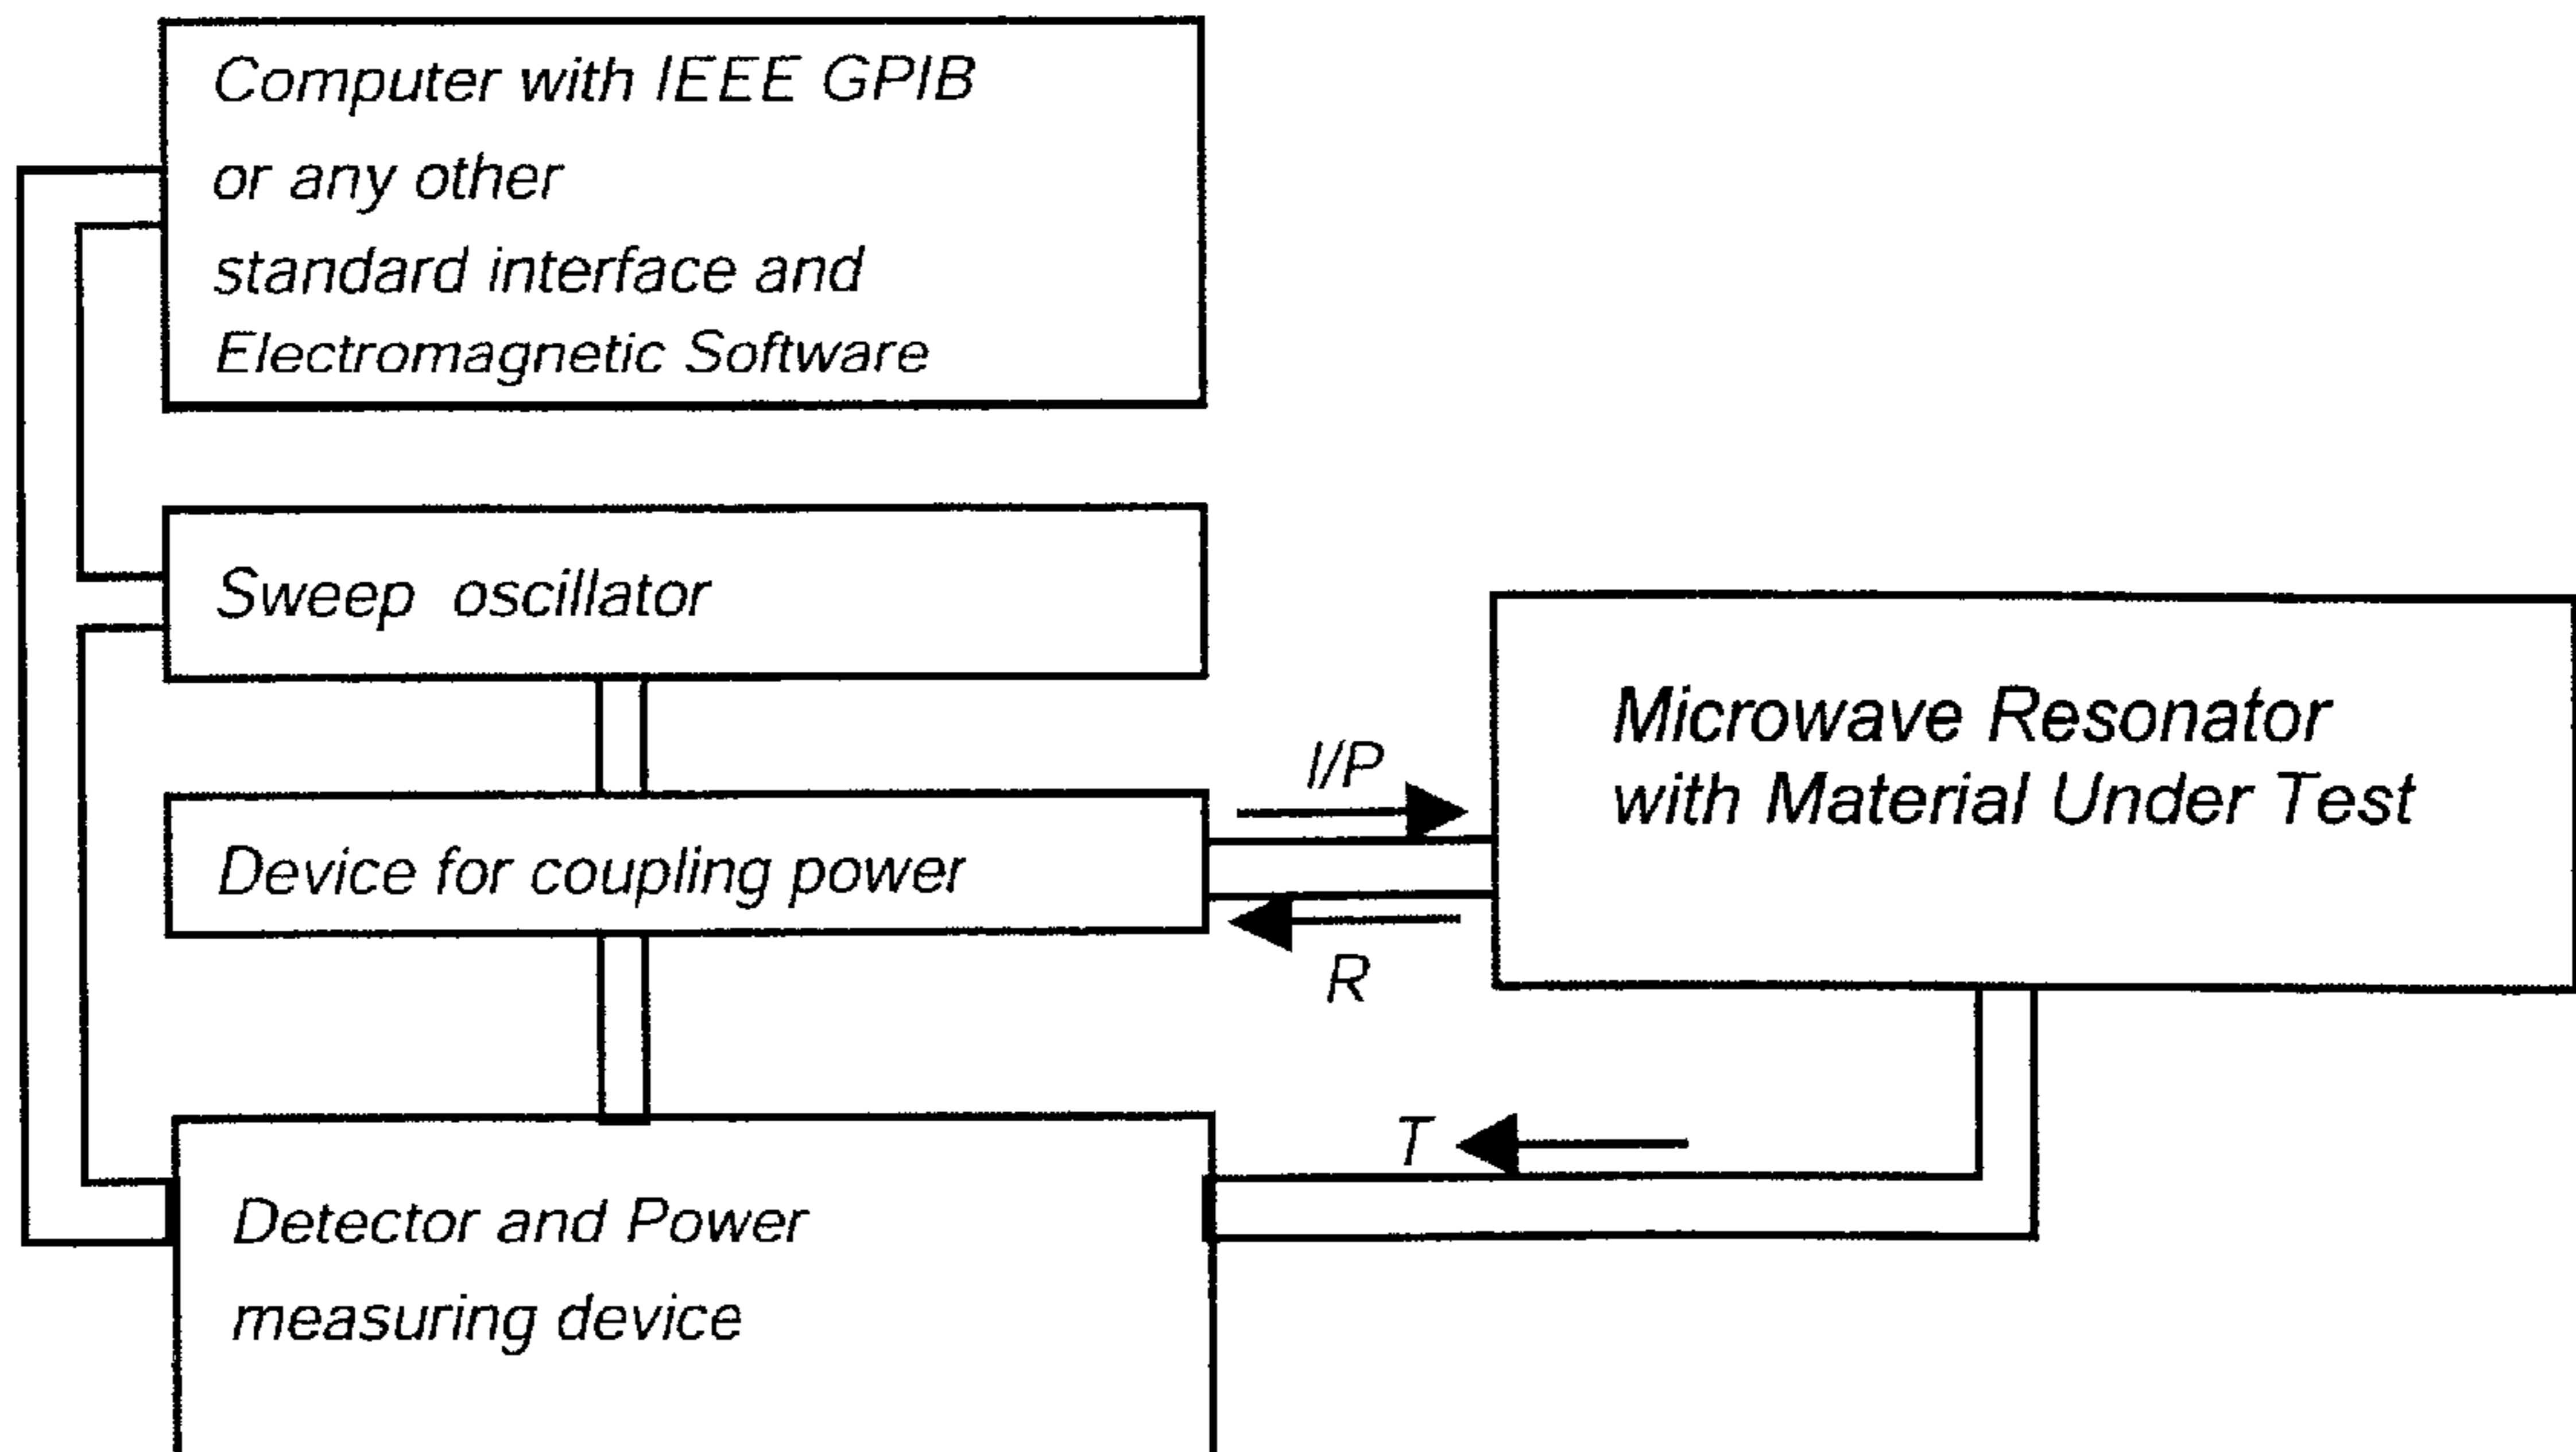 Computer with IEEE GPIB
or any other
standard interface and
Electromagnetic Software
Sweep oscillator
Device for coupling power
I/P
R
Microwave Resonator
with Material Under Test
T
Detector and Power
measuring device